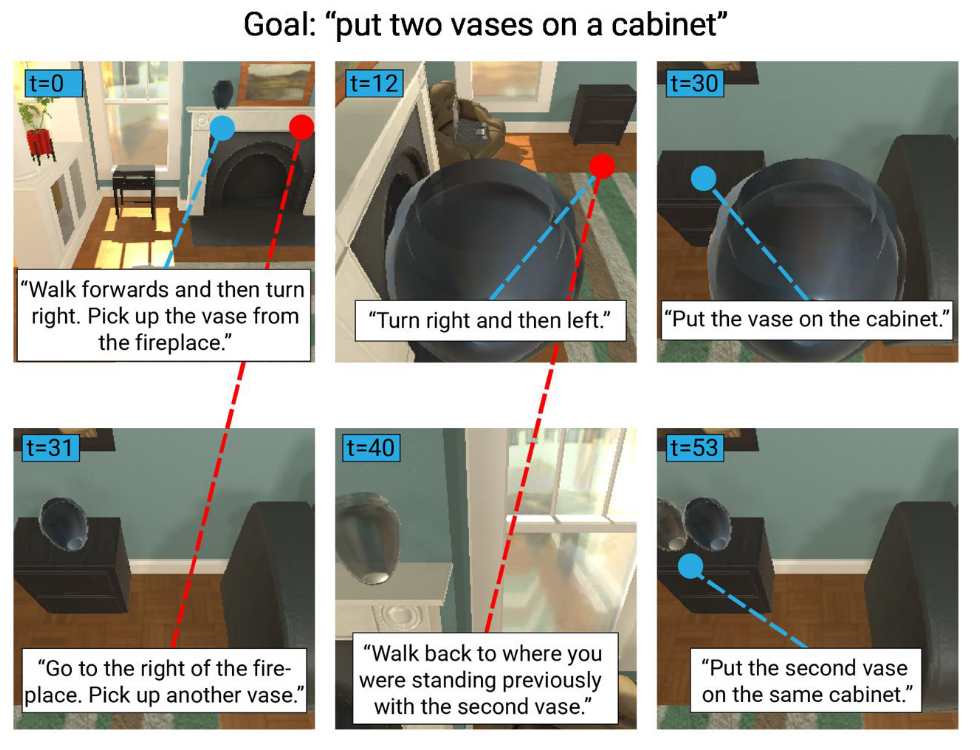 Goal: “put two vases on a cabinet”
t=0
“Walk forwards and then turn
right. Pick up the vase from
the fireplace.”
t=12
“Turn right and then left.”
t=30
“Put the vase on the cabinet.”
t=31
“Go to the right of the fire-
place. Pick up another vase.”
t=40
“Walk back to where you
were standing previously
with the second vase.”
t=53
“Put the second vase
on the same cabinet.”